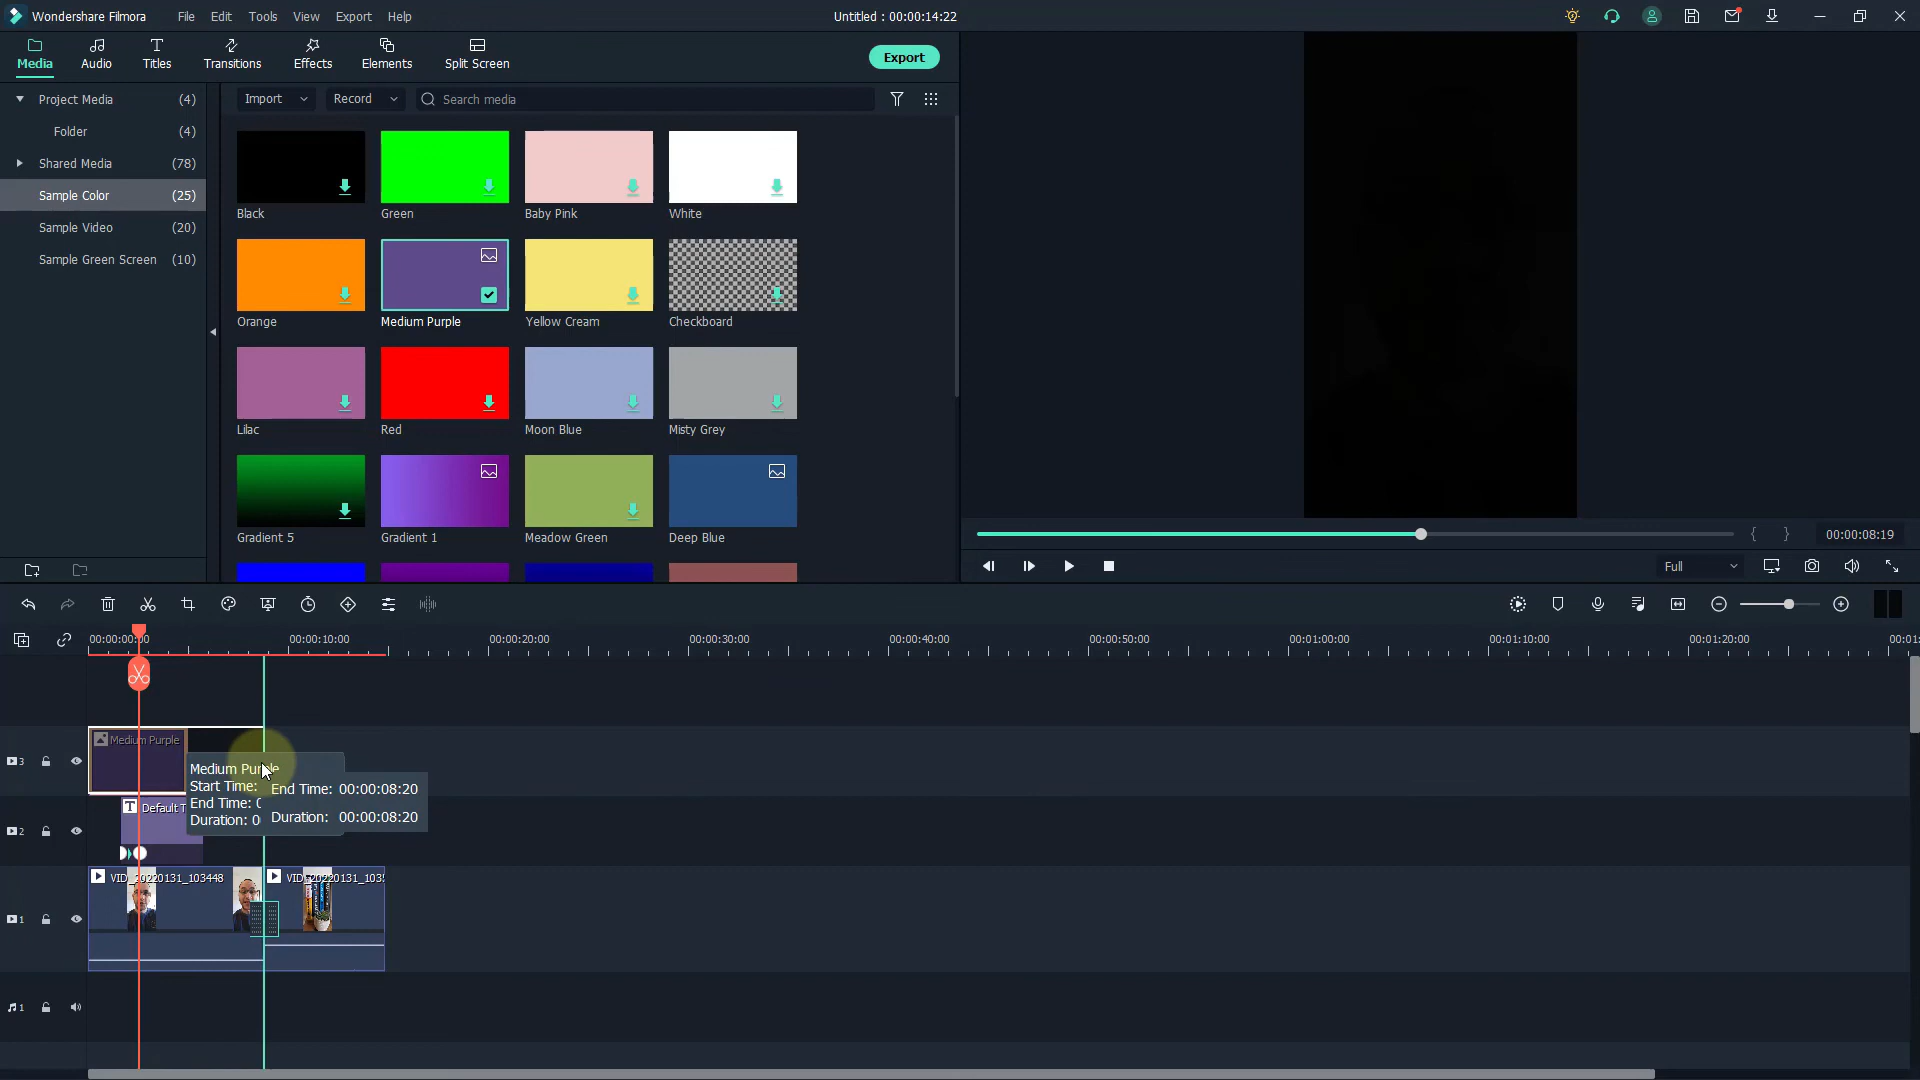 Wondershare Filmora File Edit Tools View Export Help Untitled : 00:00:14:22
Media Audio Titles Transitions Effects Elements Split Screen Export
Project Media (4) Import Record Search media
Folder (4)
Shared Media (78)
Sample Color (25)
Black Green Baby Pink White
Sample Video (20)
Sample Green Screen (10)
Orange Medium Purple Yellow Cream Checkboard
Lilac Red Moon Blue Misty Grey
Gradient 5 Gradient 1 Meadow Green Deep Blue
00:00:08:19
Full
00:00:00:00 00:00:10:00 00:00:20:00 00:00:30:00 00:00:40:00 00:00:50:00 00:01:00:00 00:01:10:00 00:01:20:00 00:01:
Medium Purple
3
Medium Purple
Start Time:
End Time: 0
Duration: 0
End Time: 00:00:08:20
Duration: 00:00:08:20
T Default T
2
VID_20220131_103448 VID_20220131_103
1
1